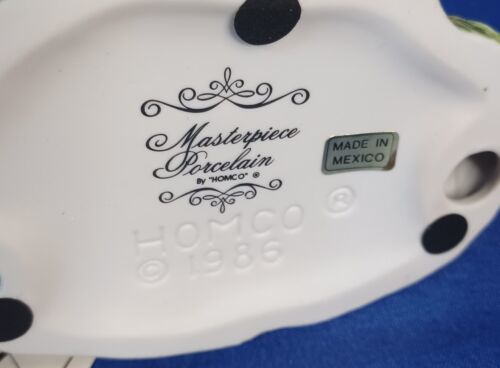 Masterpiece
Porcelain
By "HOMCO" ®
MADE IN
MEXICO
HOMCO ®
© 1986